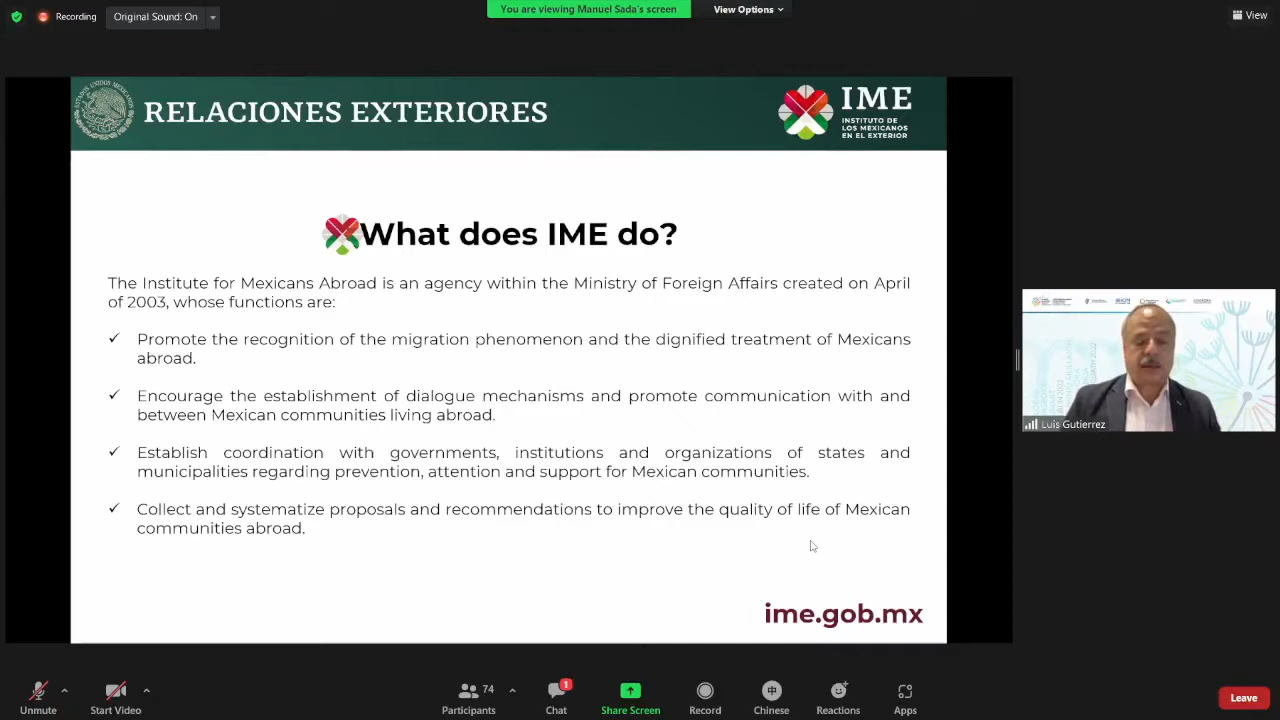 Recording
Original Sound: On
You are viewing Manuel Sada's screen
View Options
View
ESTADOS UNIDOS MEXICANOS
RELACIONES EXTERIORES
IME
INSTITUTO DE
LOS MEXICANOS
EN EL EXTERIOR
What does IME do?
The Institute for Mexicans Abroad is an agency within the Ministry of Foreign Affairs created on April
of 2003, whose functions are:
✓ Promote the recognition of the migration phenomenon and the dignified treatment of Mexicans
abroad.
✓ Encourage the establishment of dialogue mechanisms and promote communication with and
between Mexican communities living abroad.
✓ Establish coordination with governments, institutions and organizations of states and
municipalities regarding prevention, attention and support for Mexican communities.
✓ Collect and systematize proposals and recommendations to improve the quality of life of Mexican
communities abroad.
ime.gob.mx
Luis Gutierrez
Unmute
Start Video
74
Participants
1
Chat
Share Screen
Record
中
Chinese
Reactions
Apps
Leave